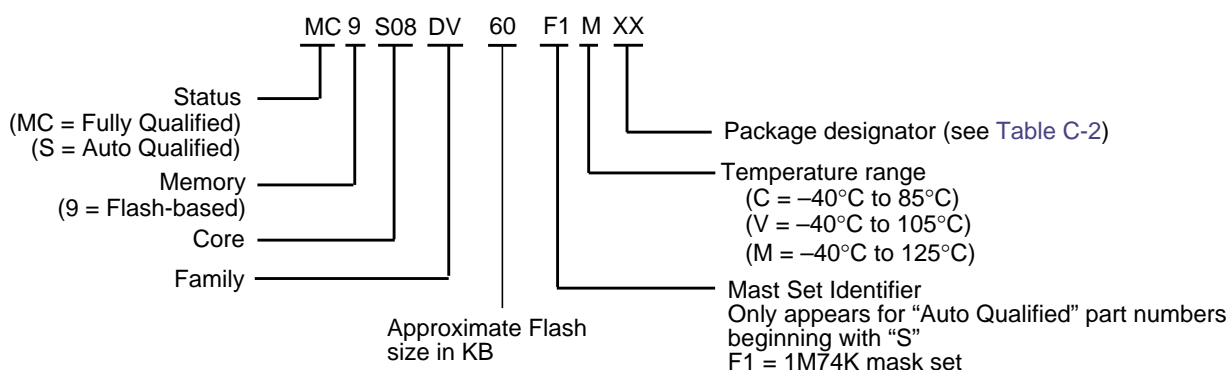 MC 9 S08 DV 60 F1 M XX
Status
(MC = Fully Qualified)
(S = Auto Qualified)
Memory
(9 = Flash-based)
Core
Family
Approximate Flash
size in KB
Package designator (see Table C-2)
Temperature range
(C = –40°C to 85°C)
(V = –40°C to 105°C)
(M = –40°C to 125°C)
Mast Set Identifier
Only appears for “Auto Qualified” part numbers
beginning with “S”
F1 = 1M74K mask set